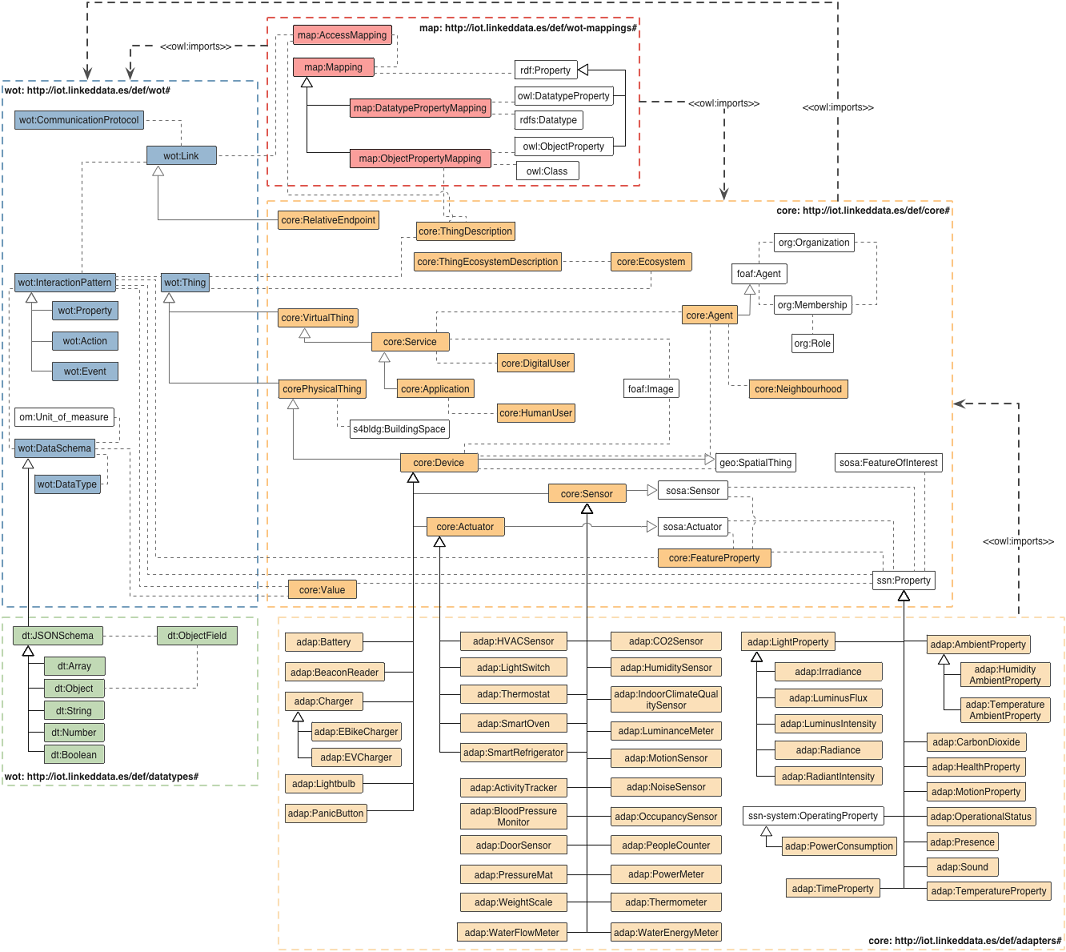 map: http://iot.linkeddata.es/def/wot-mappings#
map:AccessMapping
<<owl:imports>>
map:Mapping
rdf:Property
owl:DatatypeProperty
map:DatatypePropertyMapping
rdfs:Datatype
owl:ObjectProperty
map:ObjectPropertyMapping
owl:Class
<<owl:imports>>
<<owl:imports>>
wot: http://iot.linkeddata.es/def/wot#
wot:CommunicationProtocol
wot:Link
wot:InteractionPattern
wot:Thing
wot:Property
wot:Action
wot:Event
om:Unit_of_measure
wot:DataSchema
wot:DataType
core: http://iot.linkeddata.es/def/core#
core:RelativeEndpoint
core:ThingDescription
core:ThingEcosystemDescription
core:Ecosystem
org:Organization
foaf:Agent
org:Membership
org:Role
core:VirtualThing
core:Agent
core:Service
core:DigitalUser
corePhysicalThing
core:Application
foaf:Image
core:Neighbourhood
core:HumanUser
s4bldg:BuildingSpace
core:Device
geo:SpatialThing
sosa:FeatureOfInterest
core:Sensor
sosa:Sensor
core:Actuator
sosa:Actuator
core:FeatureProperty
ssn:Property
core:Value
<<owl:imports>>
dt:JSONSchema
dt:ObjectField
dt:Array
dt:Object
dt:String
dt:Number
dt:Boolean
wot: http://iot.linkeddata.es/def/datatypes#
adap:Battery
adap:BeaconReader
adap:Charger
adap:EBikeCharger
adap:EVCharger
adap:Lightbulb
adap:PanicButton
adap:HVACSensor
adap:LightSwitch
adap:Thermostat
adap:SmartOven
adap:SmartRefrigerator
adap:ActivityTracker
adap:BloodPressure
Monitor
adap:DoorSensor
adap:PressureMat
adap:WeightScale
adap:WaterFlowMeter
adap:CO2Sensor
adap:HumiditySensor
adap:IndoorClimateQual
itySensor
adap:LuminanceMeter
adap:MotionSensor
adap:NoiseSensor
adap:OccupancySensor
adap:PeopleCounter
adap:PowerMeter
adap:Thermometer
adap:WaterEnergyMeter
adap:LightProperty
adap:Irradiance
adap:LuminusFlux
adap:LuminusIntensity
adap:Radiance
adap:RadiantIntensity
ssn-system:OperatingProperty
adap:PowerConsumption
adap:TimeProperty
adap:AmbientProperty
adap:Humidity
AmbientProperty
adap:Temperature
AmbientProperty
adap:CarbonDioxide
adap:HealthProperty
adap:MotionProperty
adap:OperationalStatus
adap:Presence
adap:Sound
adap:TemperatureProperty
core: http://iot.linkeddata.es/def/adapters#